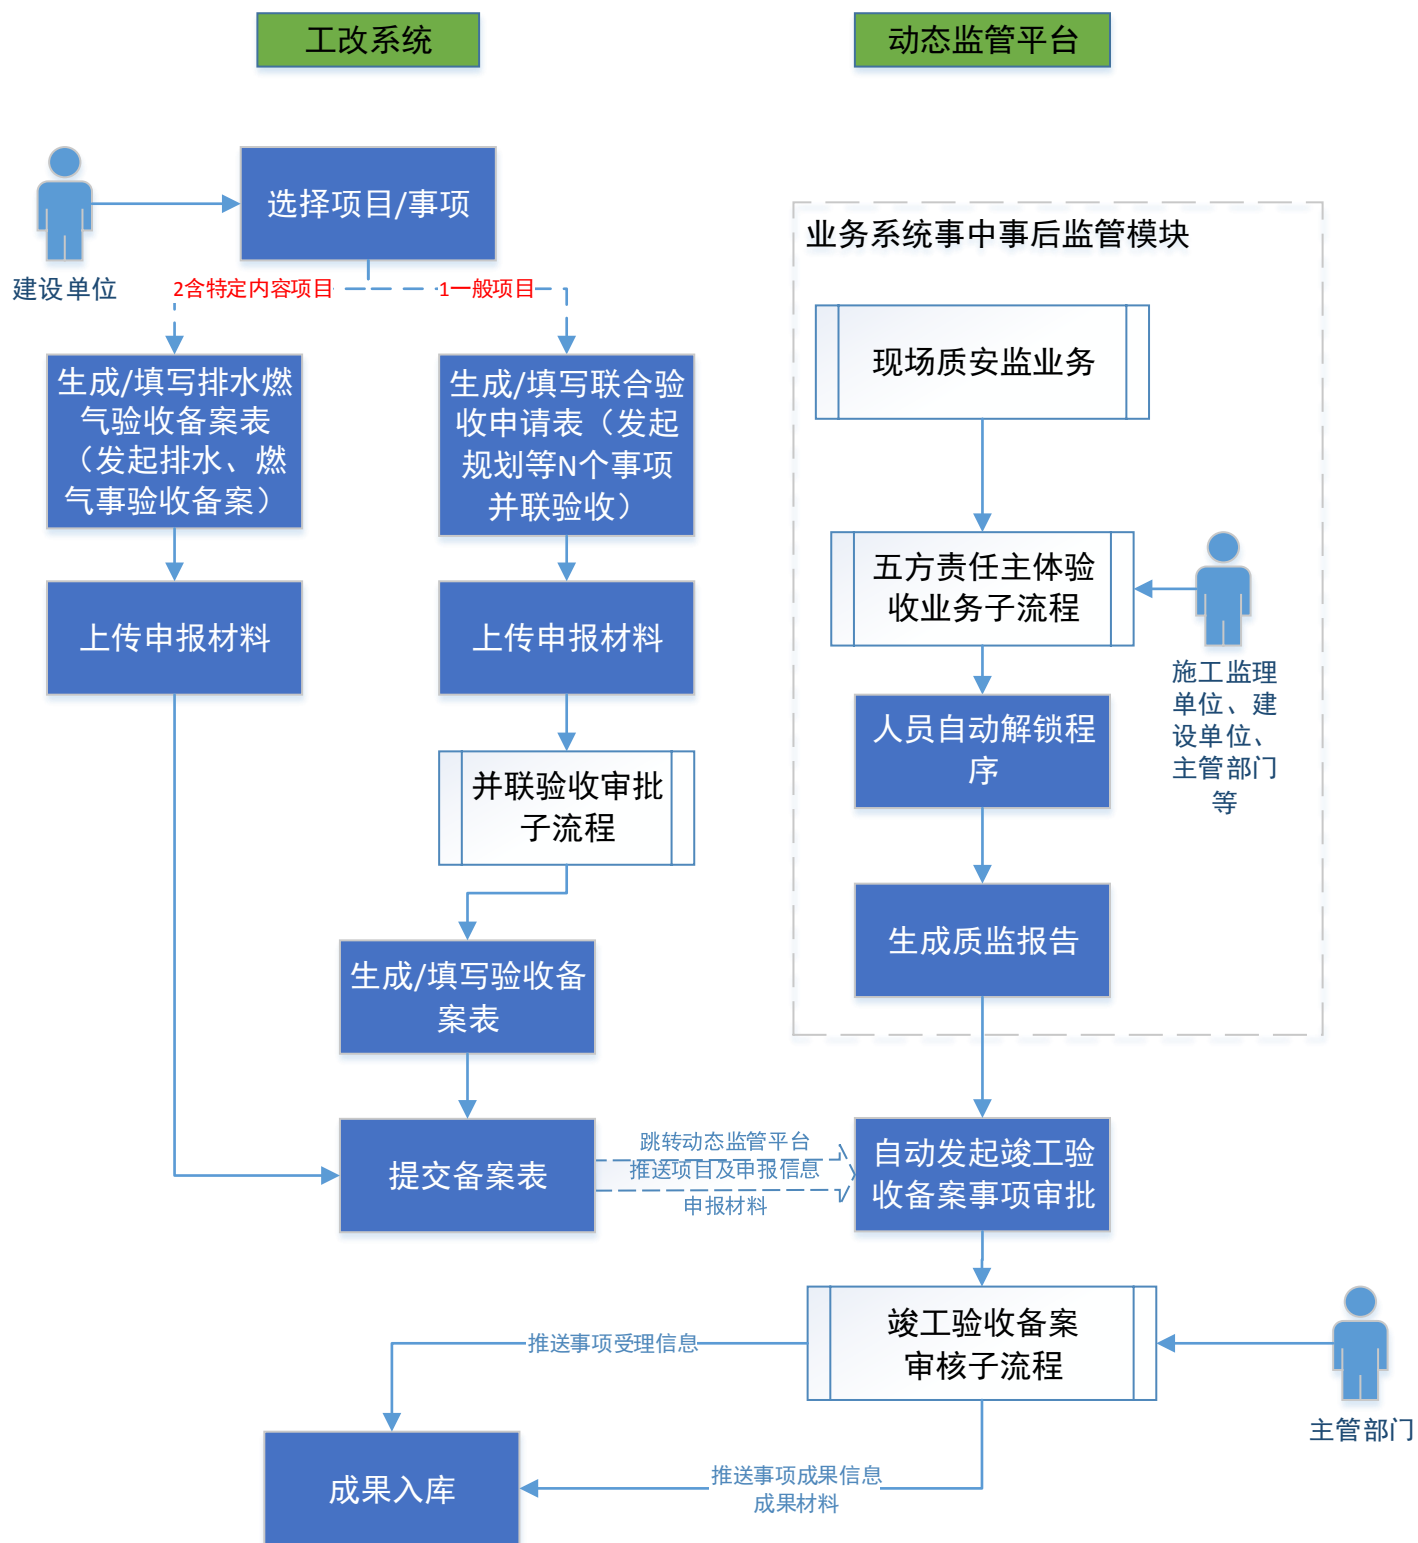 工改系统
动态监管平台
选择项目/事项
建设单位
2含特定内容项目
1一般项目
生成/填写排水燃
气验收备案表
（发起排水、燃
气事验收备案）
生成/填写联合验
收申请表（发起
规划等N个事项
并联验收）
上传申报材料
上传申报材料
并联验收审批
子流程
生成/填写验收备
案表
提交备案表
跳转动态监管平台
推送项目及申报信息
申报材料
业务系统事中事后监管模块
现场质安监业务
五方责任主体验
收业务子流程
施工监理
单位、建
设单位、
主管部门
等
人员自动解锁程
序
生成质监报告
自动发起竣工验
收备案事项审批
竣工验收备案
审核子流程
主管部门
推送事项受理信息
推送事项成果信息
成果材料
成果入库